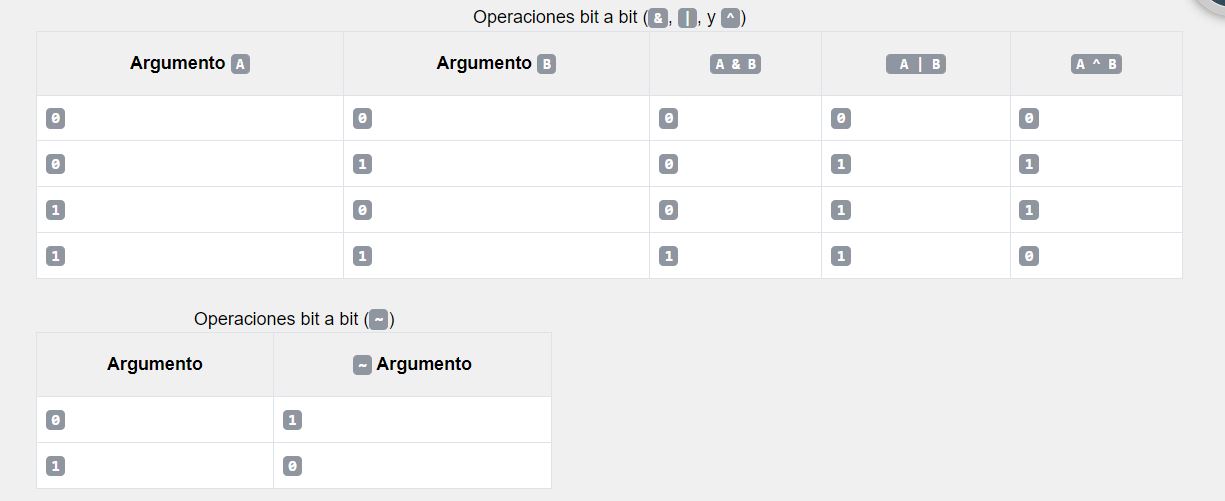 Operaciones bit a bit (&, |, y ^)
Argumento A Argumento B A & B A | B A ^ B
0 0 0 0 0
0 1 0 1 1
1 0 0 1 1
1 1 1 1 0
Operaciones bit a bit (~)
Argumento ~ Argumento
0 1
1 0